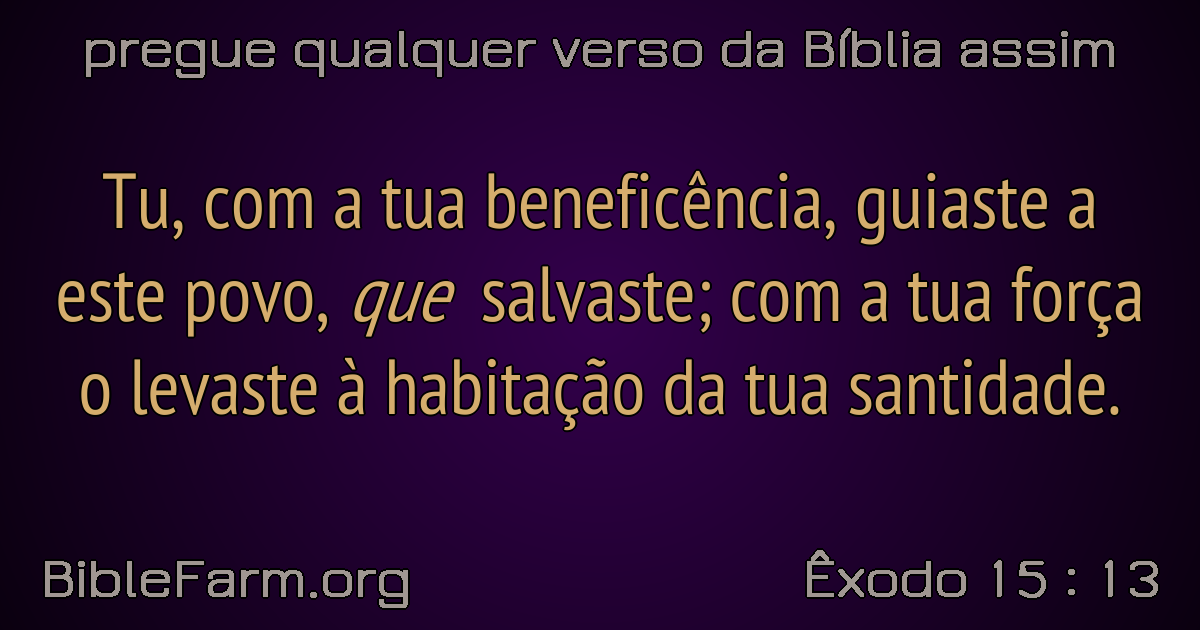 pregue qualquer verso da Bíblia assim
Tu, com a tua beneficência, guiaste a
este povo, que salvaste; com a tua força
o levaste à habitação da tua santidade.
BibleFarm.org
Êxodo 15 : 13